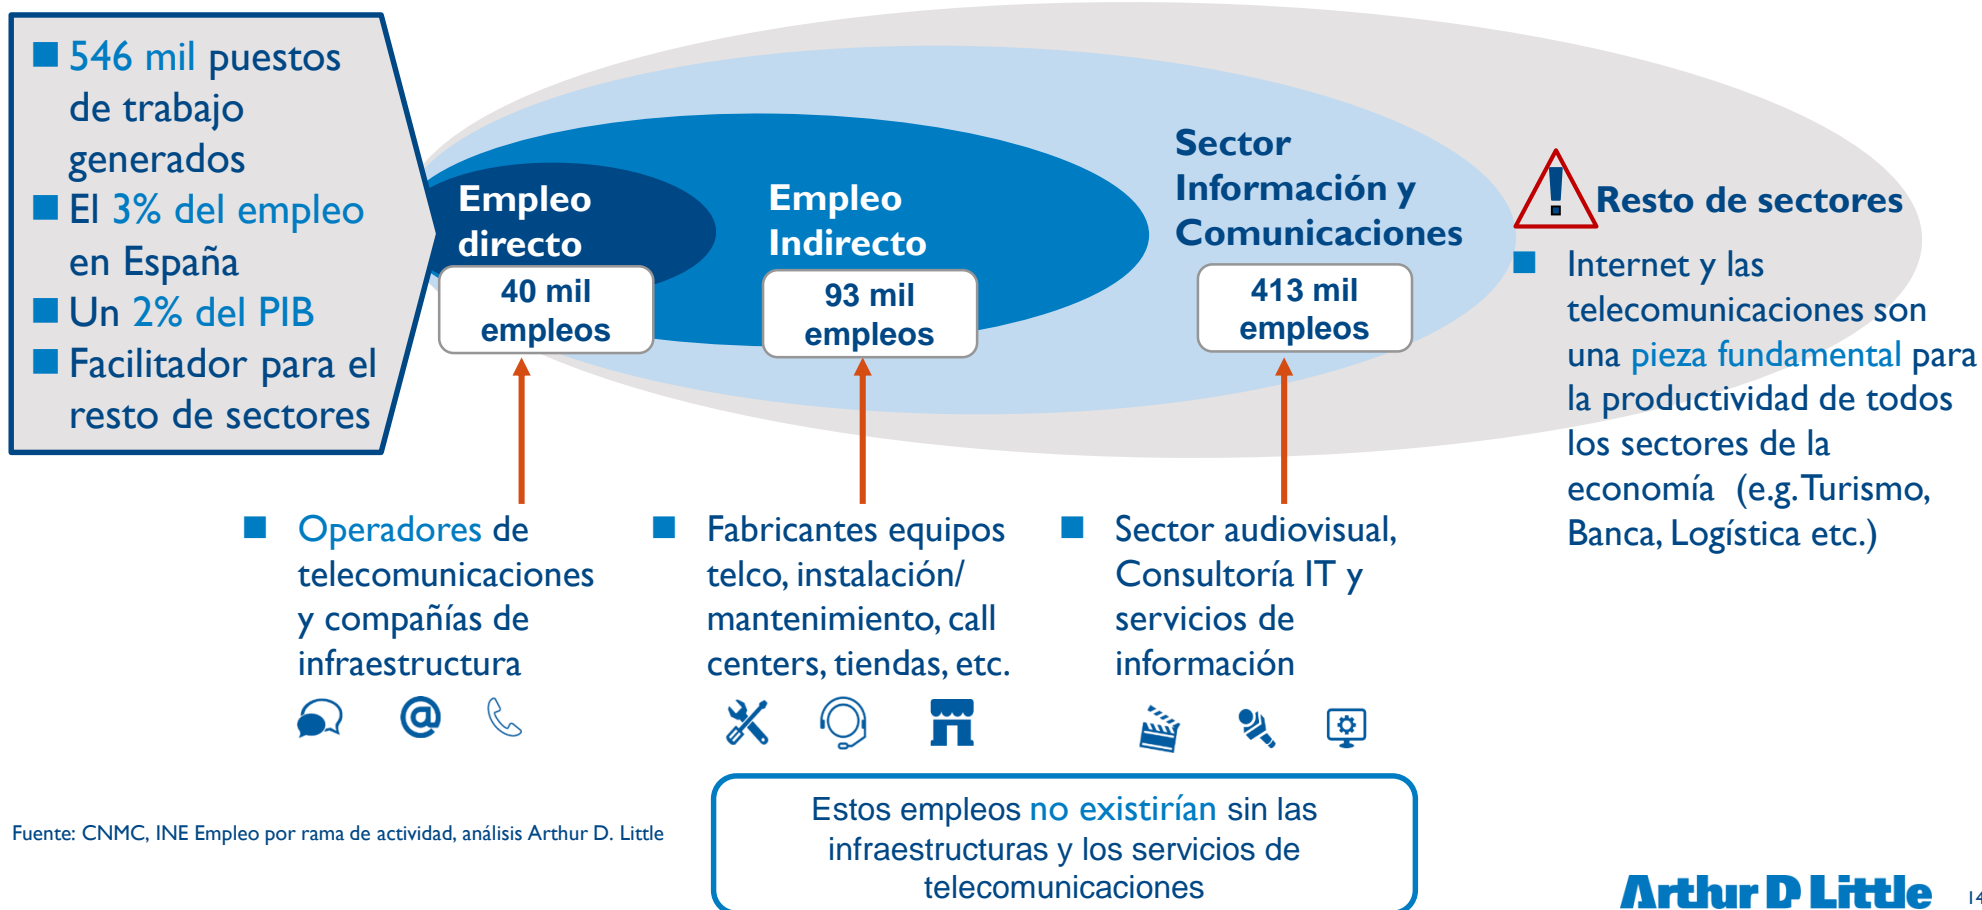 546 mil puestos
de trabajo
generados
El 3% del empleo
en España
Un 2% del PIB
Facilitador para el
resto de sectores
Empleo
directo
40 mil
empleos
Empleo
Indirecto
93 mil
empleos
Sector
Información y
Comunicaciones
413 mil
empleos
! Resto de sectores
Internet y las
telecomunicaciones son
una pieza fundamental para
la productividad de todos
los sectores de la
economía (e.g. Turismo,
Banca, Logística etc.)
Operadores de
telecomunicaciones
y compañías de
infraestructura
@
Fabricantes equipos
telco, instalación/
mantenimiento, call
centers, tiendas, etc.
Sector audiovisual,
Consultoría IT y
servicios de
información
Estos empleos no existirían sin las
infraestructuras y los servicios de
telecomunicaciones
Fuente: CNMC, INE Empleo por rama de actividad, análisis Arthur D. Little
Arthur D Little